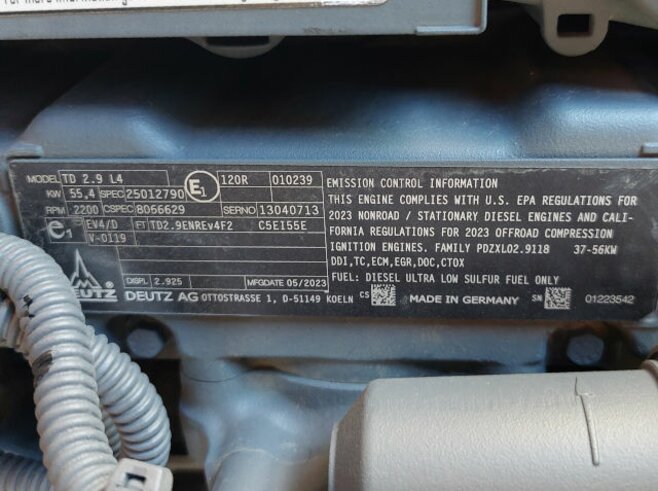 MODEL TD 2.9 L4
KW 55,4 SPEC 25012790 E1 120R 010239
RPM 2200 CSPEC 8066629 SERNO 13040713
e1 EV4/D FT TD2.9ENREv4F2 C5E155E
V-0119
DISPL 2.925 MFGDATE 05/2023
DEUTZ DEUTZ AG OTTOSTRASSE 1, D-51149 KOELN
EMISSION CONTROL INFORMATION
THIS ENGINE COMPLIES WITH U.S. EPA REGULATIONS FOR
2023 NONROAD / STATIONARY DIESEL ENGINES AND CALI-
FORNIA REGULATIONS FOR 2023 OFFROAD COMPRESSION
IGNITION ENGINES. FAMILY PDZXL02.9118 37-56KW
DDI,TC,ECM,EGR,DOC,CTOX
FUEL: DIESEL ULTRA LOW SULFUR FUEL ONLY
CS MADE IN GERMANY SN 01223542